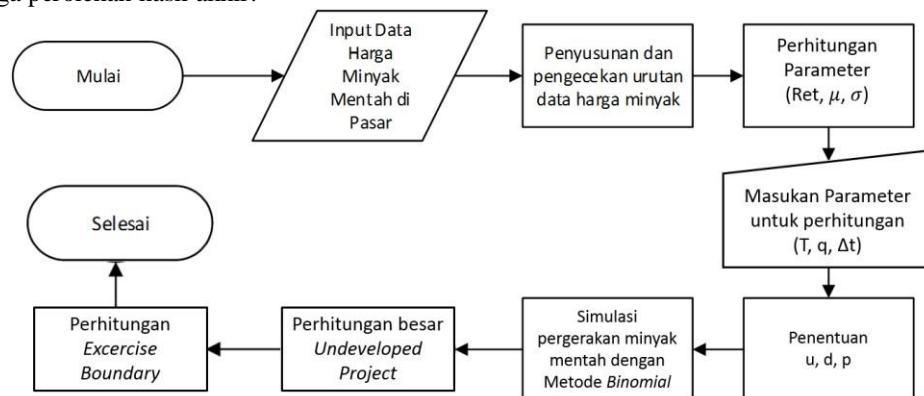 Mulai
Input Data
Harga
Minyak
Mentah di
Pasar
Penyusunan dan
pengecekan urutan
data harga minyak
Perhitungan
Parameter
(Ret, μ, σ)
Masukan Parameter
untuk perhitungan
(T, q, Δt)
Penentuan
u, d, p
Simulasi
pergerakan minyak
mentah dengan
Metode Binomial
Perhitungan besar
Undeveloped
Project
Perhitungan
Excercise
Boundary
Selesai